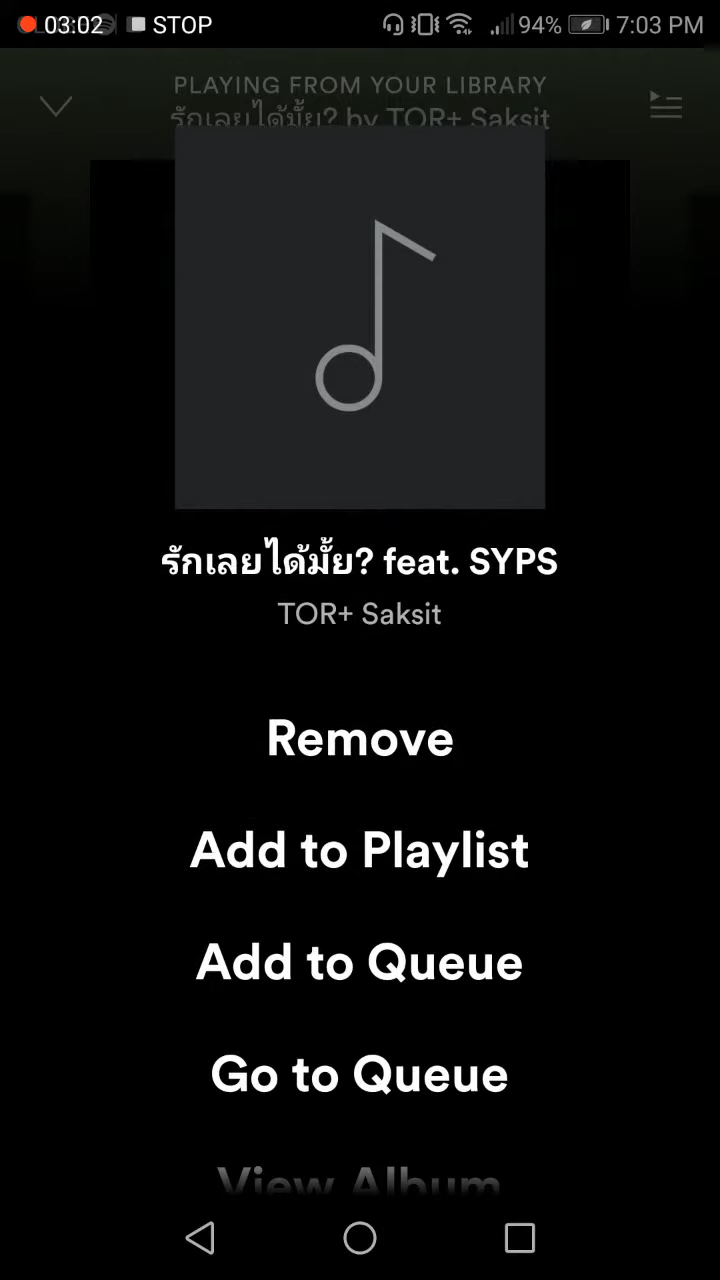 03:02 STOP 94% 7:03 PM
PLAYING FROM YOUR LIBRARY
รักเลยได้มั้ย? by TOR+ Saksit
รักเลยได้มั้ย? feat. SYPS
TOR+ Saksit
Remove
Add to Playlist
Add to Queue
Go to Queue
View Album